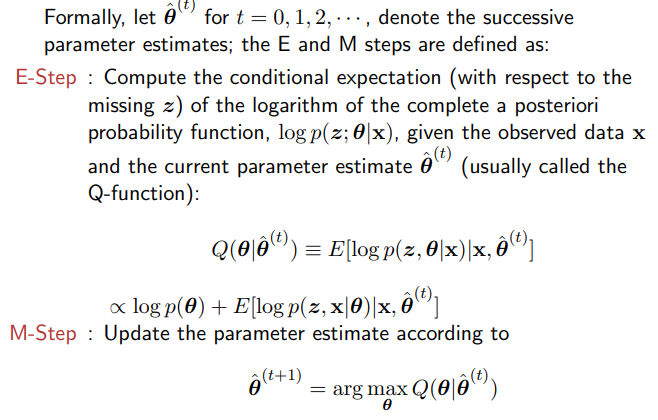 Formally, let $\hat{\boldsymbol{\theta}}^{(t)}$ for $t = 0, 1, 2, \cdots$, denote the successive
parameter estimates; the E and M steps are defined as:
E-Step : Compute the conditional expectation (with respect to the
missing $\boldsymbol{z}$) of the logarithm of the complete a posteriori
probability function, $\log p(\boldsymbol{z}; \boldsymbol{\theta}|\mathbf{x})$, given the observed data $\mathbf{x}$
and the current parameter estimate $\hat{\boldsymbol{\theta}}^{(t)}$ (usually called the
Q-function):
$Q(\boldsymbol{\theta}|\hat{\boldsymbol{\theta}}^{(t)}) \equiv E[\log p(\boldsymbol{z}, \boldsymbol{\theta}|\mathbf{x})|\mathbf{x}, \hat{\boldsymbol{\theta}}^{(t)}]$
$\propto \log p(\boldsymbol{\theta}) + E[\log p(\boldsymbol{z}, \mathbf{x}|\boldsymbol{\theta})|\mathbf{x}, \hat{\boldsymbol{\theta}}^{(t)}]$
M-Step : Update the parameter estimate according to
$\hat{\boldsymbol{\theta}}^{(t+1)} = \arg\max_{\boldsymbol{\theta}} Q(\boldsymbol{\theta}|\hat{\boldsymbol{\theta}}^{(t)})$